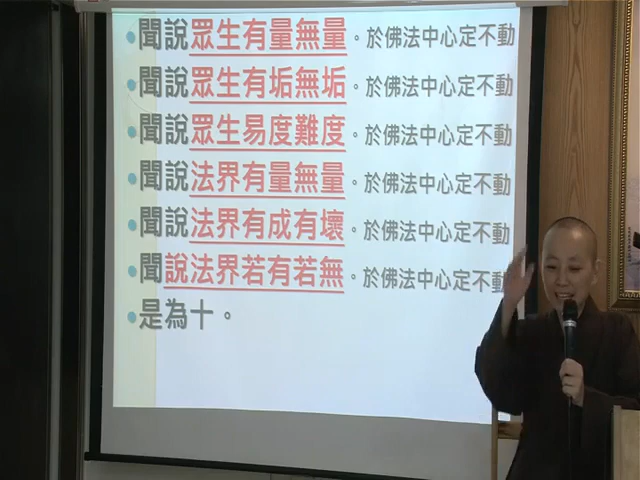 •聞說眾生有量無量。於佛法中心定不動
•聞說眾生有垢無垢。於佛法中心定不動
•聞說眾生易度難度。於佛法中心定不動
•聞說法界有量無量。於佛法中心定不動
•聞說法界有成有壞。於佛法中心定不動
•聞說法界若有若無。於佛法中心定不動
•是為十。